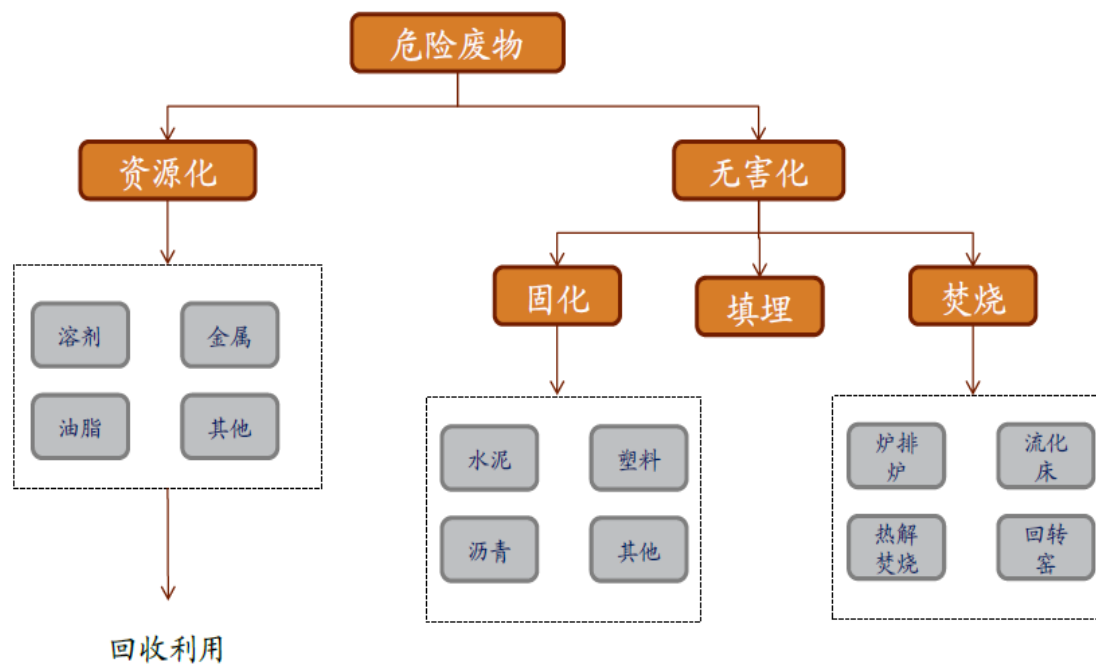 危险废物
资源化
无害化
固化
填埋
焚烧
溶剂
金属
油脂
其他
水泥
塑料
沥青
其他
炉排
炉
流化
床
热解
焚烧
回转
窑
回收利用